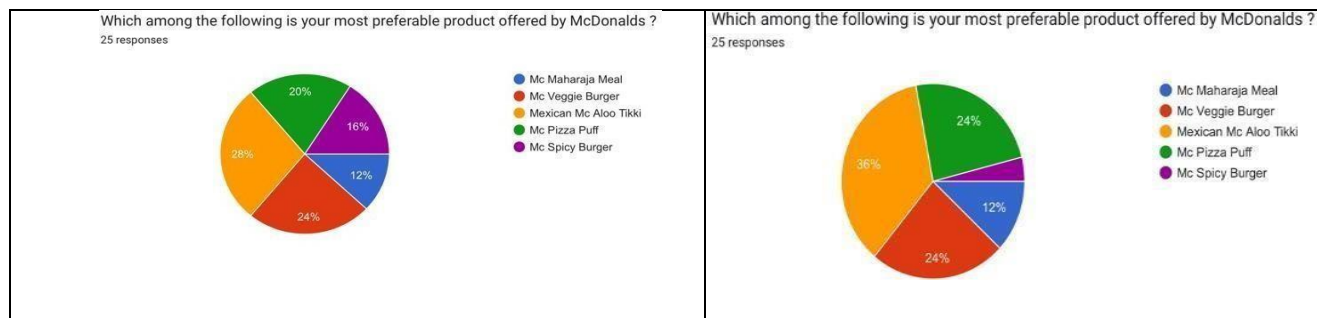 Which among the following is your most preferable product offered by McDonalds ?
25 responses
Mc Maharaja Meal
Mc Veggie Burger
Mexican Mc Aloo Tikki
Mc Pizza Puff
Mc Spicy Burger
20%
16%
28%
12%
24%
Which among the following is your most preferable product offered by McDonalds ?
25 responses
Mc Maharaja Meal
Mc Veggie Burger
Mexican Mc Aloo Tikki
Mc Pizza Puff
Mc Spicy Burger
24%
36%
12%
24%